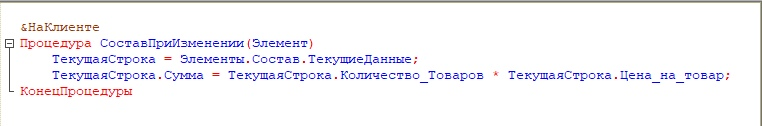 &НаКлиенте
Процедура СоставПриИзменении(Элемент)
ТекущаяСтрока = Элементы.Состав.ТекущиеДанные;
ТекущаяСтрока.Сумма = ТекущаяСтрока.Количество_Товаров * ТекущаяСтрока.Цена_на_товар;
КонецПроцедуры